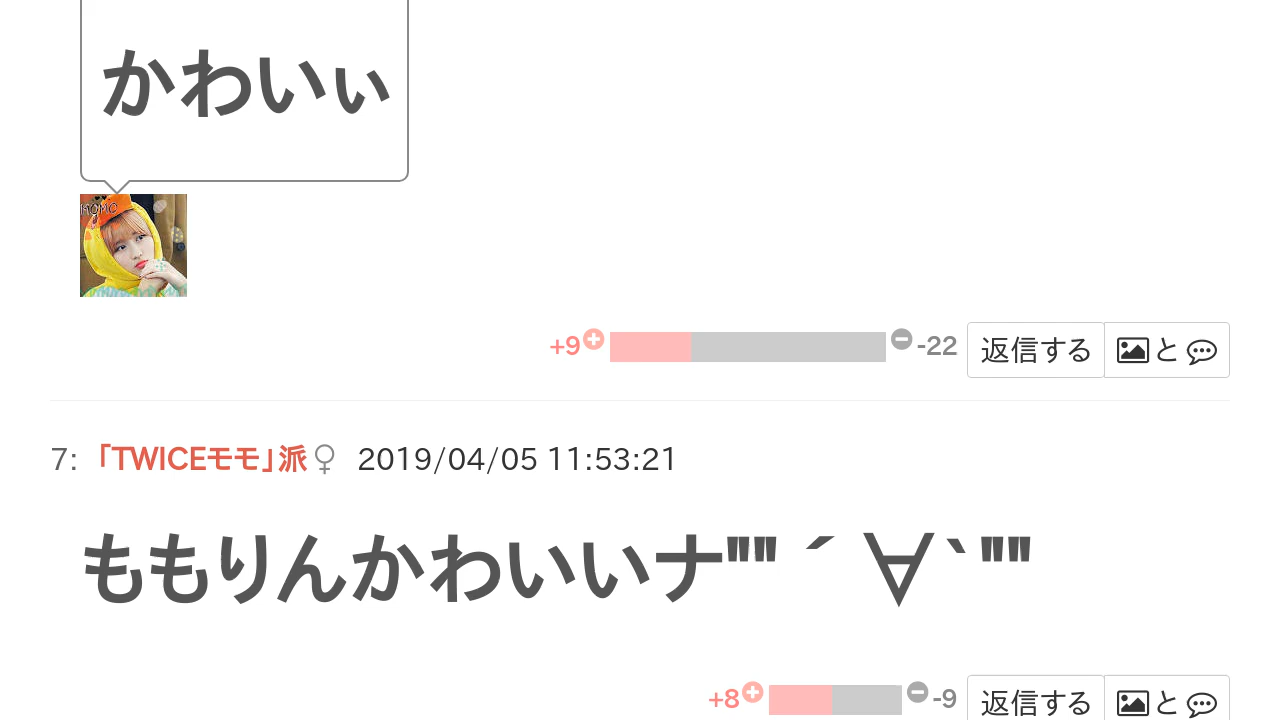 かわいぃ
MOMO
+9 -22 返信する と
7: 「TWICEモモ」派♀ 2019/04/05 11:53:21
ももりんかわいいナ"" ´ ∀`""
+8 -9 返信する と